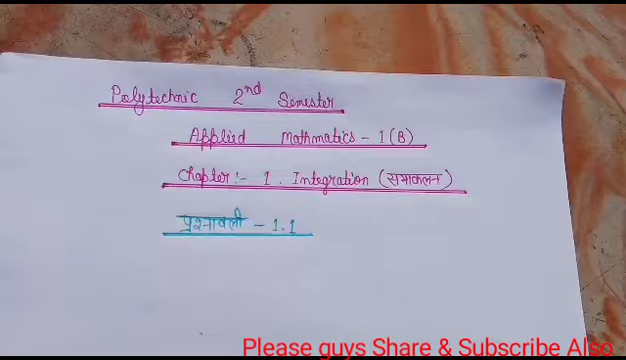 Polytechnic 2nd Semester
Applied Mathmatics - 1 (B)
Chapter :- 1. Integration (समाकलन)
प्रश्नावली - 1.1
Please guys Share & Subscribe Also